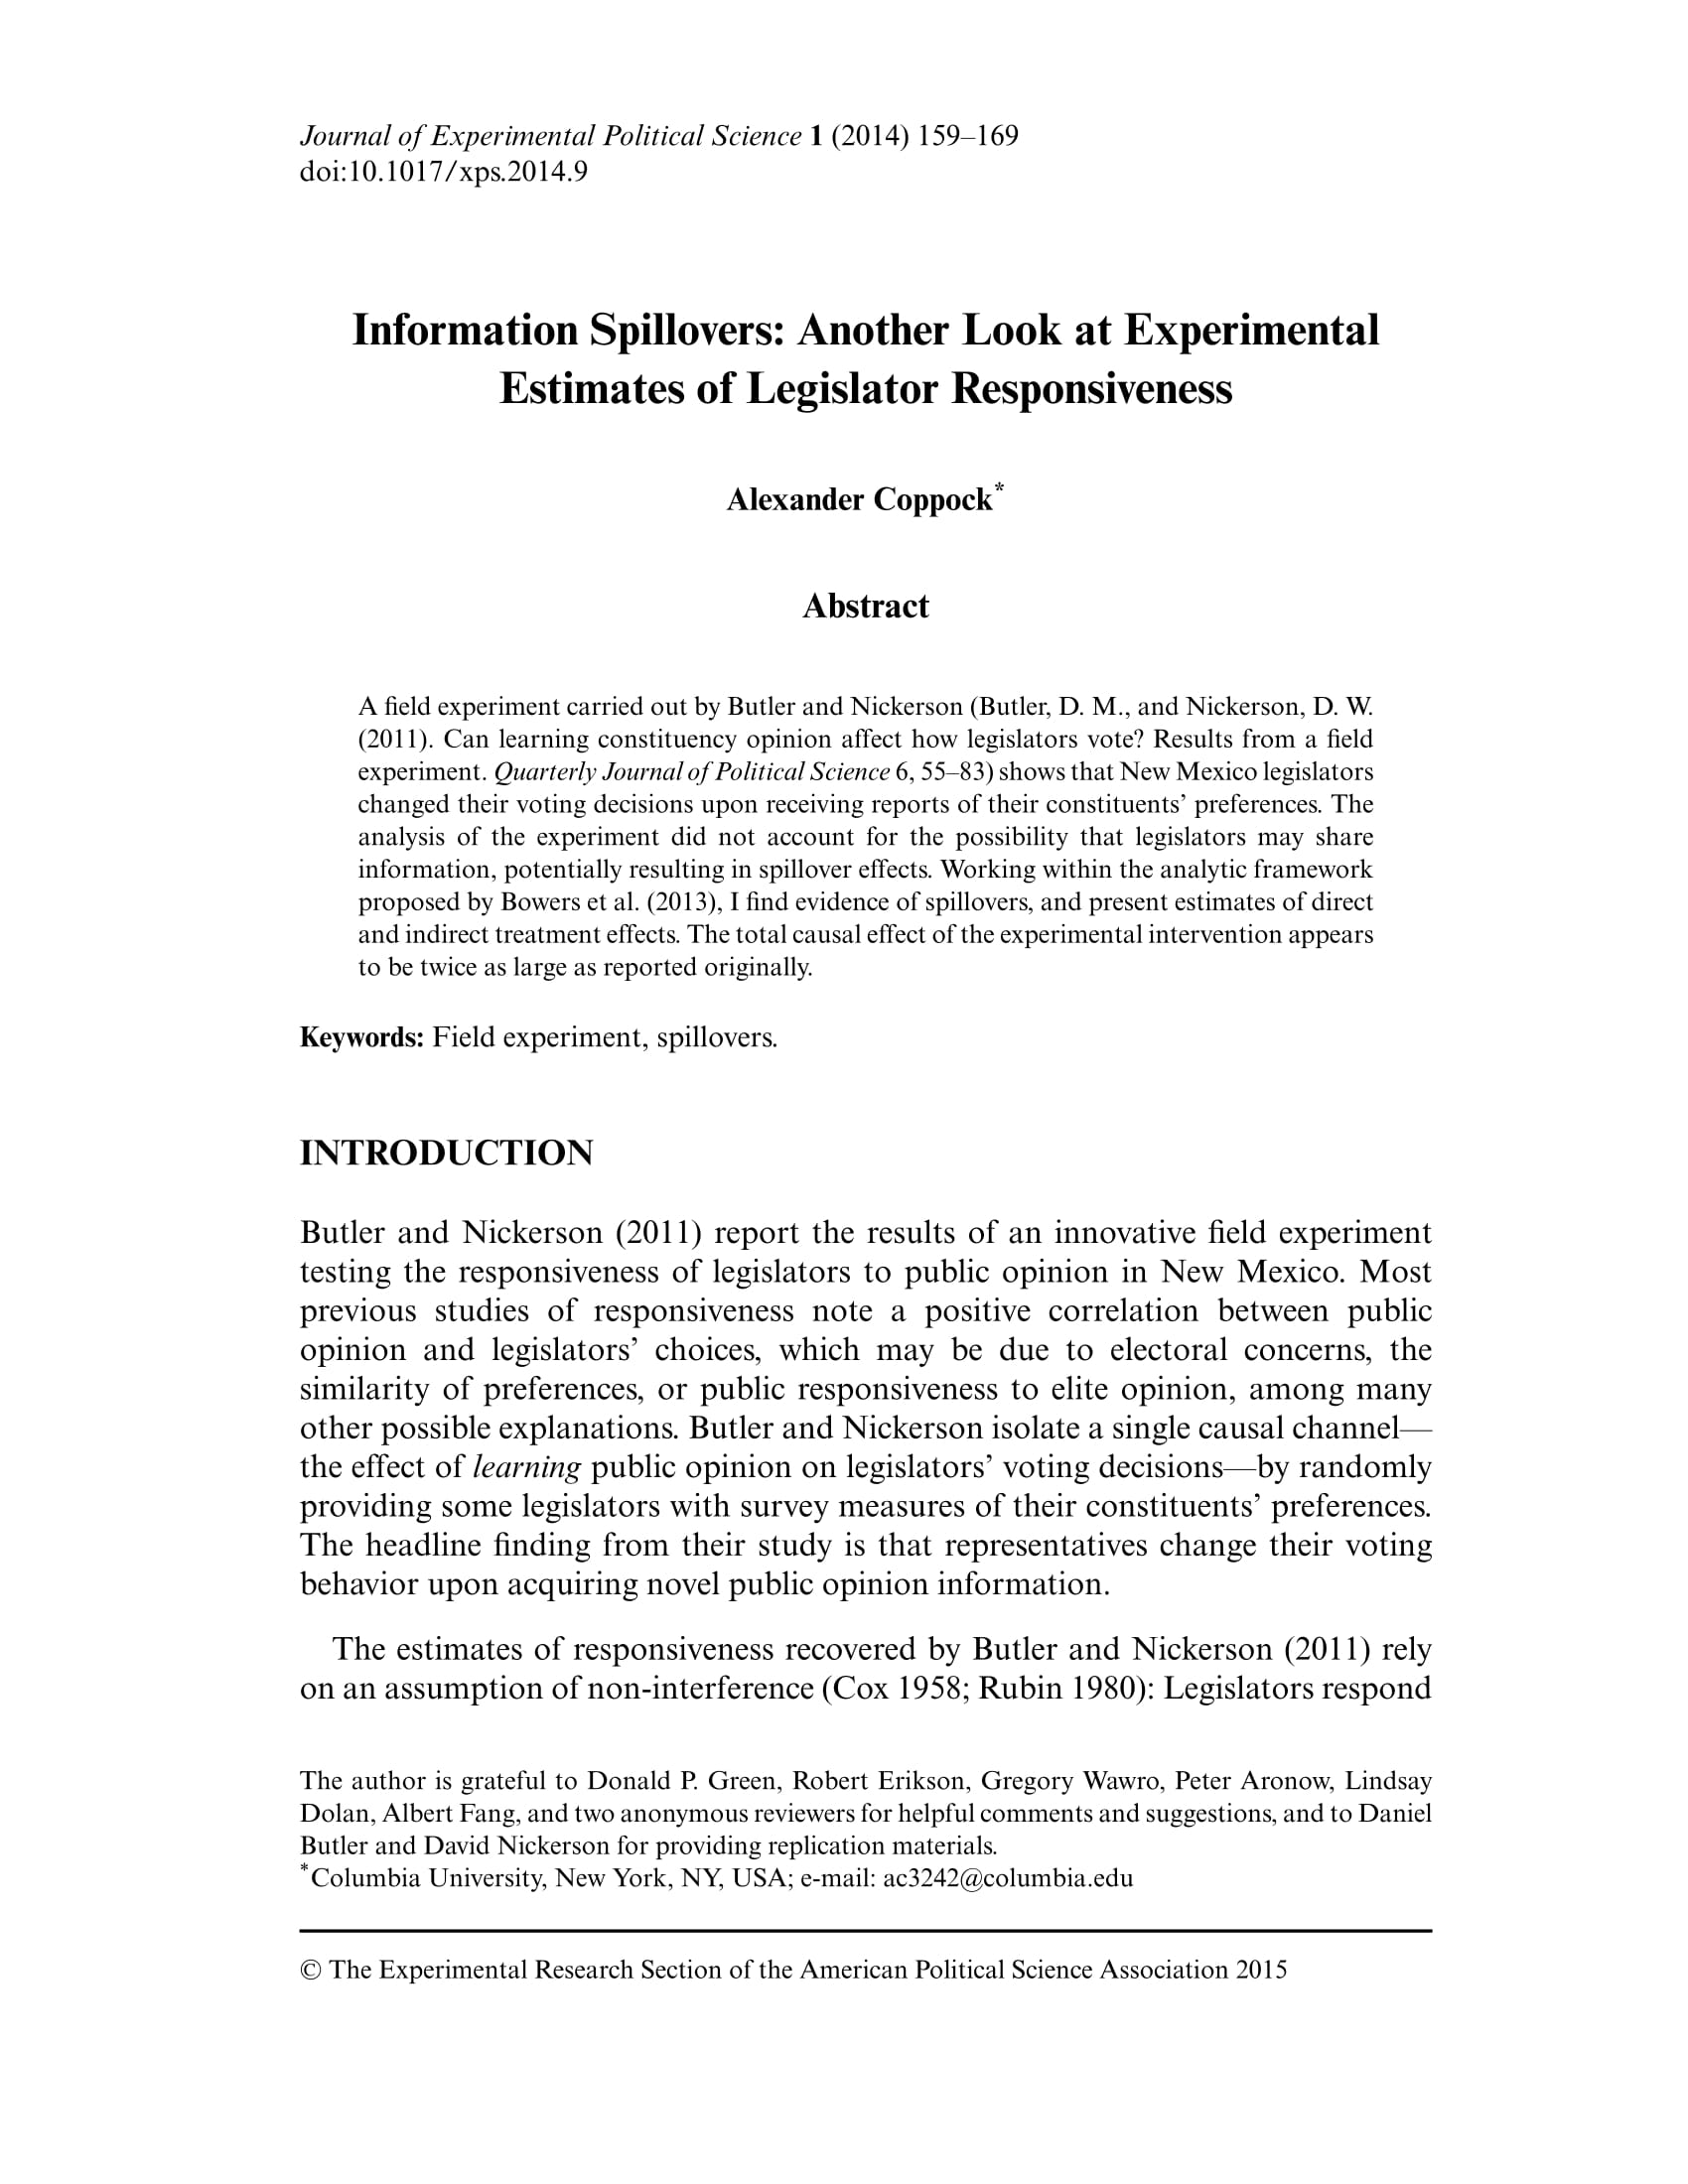 Journal of Experimental Political Science 1 (2014) 159–169
doi:10.1017/xps.2014.9
Information Spillovers: Another Look at Experimental
Estimates of Legislator Responsiveness
Alexander Coppock*
Abstract
A field experiment carried out by Butler and Nickerson (Butler, D. M., and Nickerson, D. W.
(2011). Can learning constituency opinion affect how legislators vote? Results from a field
experiment. Quarterly Journal of Political Science 6, 55–83) shows that New Mexico legislators
changed their voting decisions upon receiving reports of their constituents’ preferences. The
analysis of the experiment did not account for the possibility that legislators may share
information, potentially resulting in spillover effects. Working within the analytic framework
proposed by Bowers et al. (2013), I find evidence of spillovers, and present estimates of direct
and indirect treatment effects. The total causal effect of the experimental intervention appears
to be twice as large as reported originally.
Keywords: Field experiment, spillovers.
INTRODUCTION
Butler and Nickerson (2011) report the results of an innovative field experiment
testing the responsiveness of legislators to public opinion in New Mexico. Most
previous studies of responsiveness note a positive correlation between public
opinion and legislators’ choices, which may be due to electoral concerns, the
similarity of preferences, or public responsiveness to elite opinion, among many
other possible explanations. Butler and Nickerson isolate a single causal channel—
the effect of learning public opinion on legislators’ voting decisions—by randomly
providing some legislators with survey measures of their constituents’ preferences.
The headline finding from their study is that representatives change their voting
behavior upon acquiring novel public opinion information.
The estimates of responsiveness recovered by Butler and Nickerson (2011) rely
on an assumption of non-interference (Cox 1958; Rubin 1980): Legislators respond
The author is grateful to Donald P. Green, Robert Erikson, Gregory Wawro, Peter Aronow, Lindsay
Dolan, Albert Fang, and two anonymous reviewers for helpful comments and suggestions, and to Daniel
Butler and David Nickerson for providing replication materials.
*Columbia University, New York, NY, USA; e-mail: ac3242@columbia.edu
© The Experimental Research Section of the American Political Science Association 2015